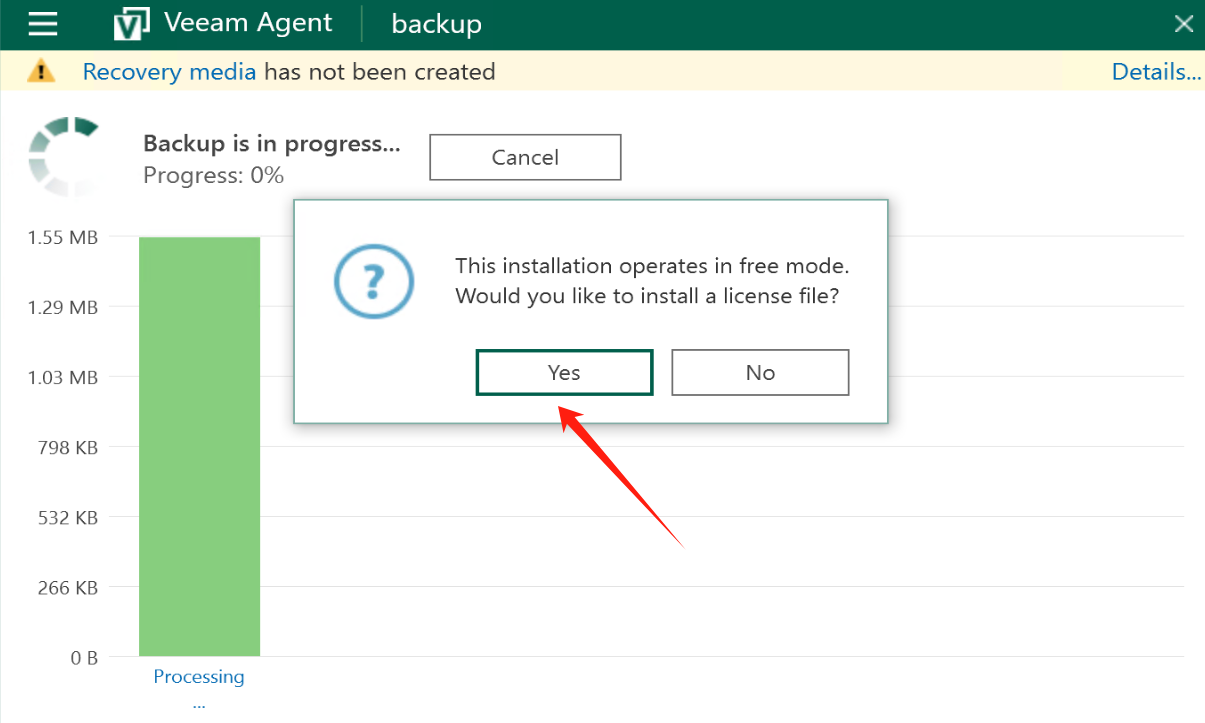 Veeam Agent
backup
Recovery media has not been created
Details...
Backup is in progress...
Progress: 0%
Cancel
This installation operates in free mode.
Would you like to install a license file?
Yes
No
1.55 MB
1.29 MB
1.03 MB
798 KB
532 KB
266 KB
0 B
Processing
...